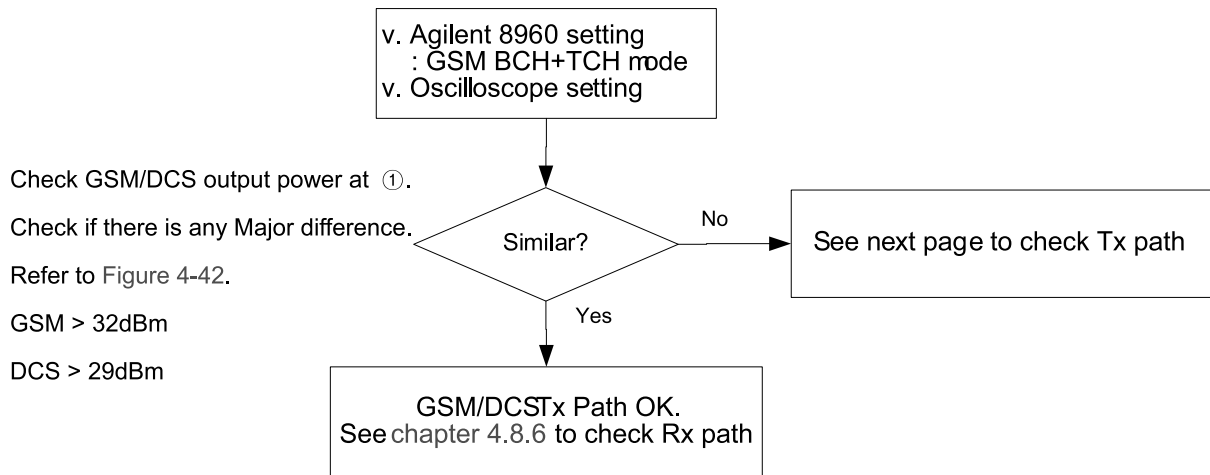 v. Agilent 8960 setting
: GSM BCH+TCH mode
v. Oscilloscope setting
Check GSM/DCS output power at ①.
Check if there is any Major difference.
Refer to Figure 4-42.
GSM > 32dBm
DCS > 29dBm
Similar?
No
See next page to check Tx path
Yes
GSM/DCSTx Path OK.
See chapter 4.8.6 to check Rx path